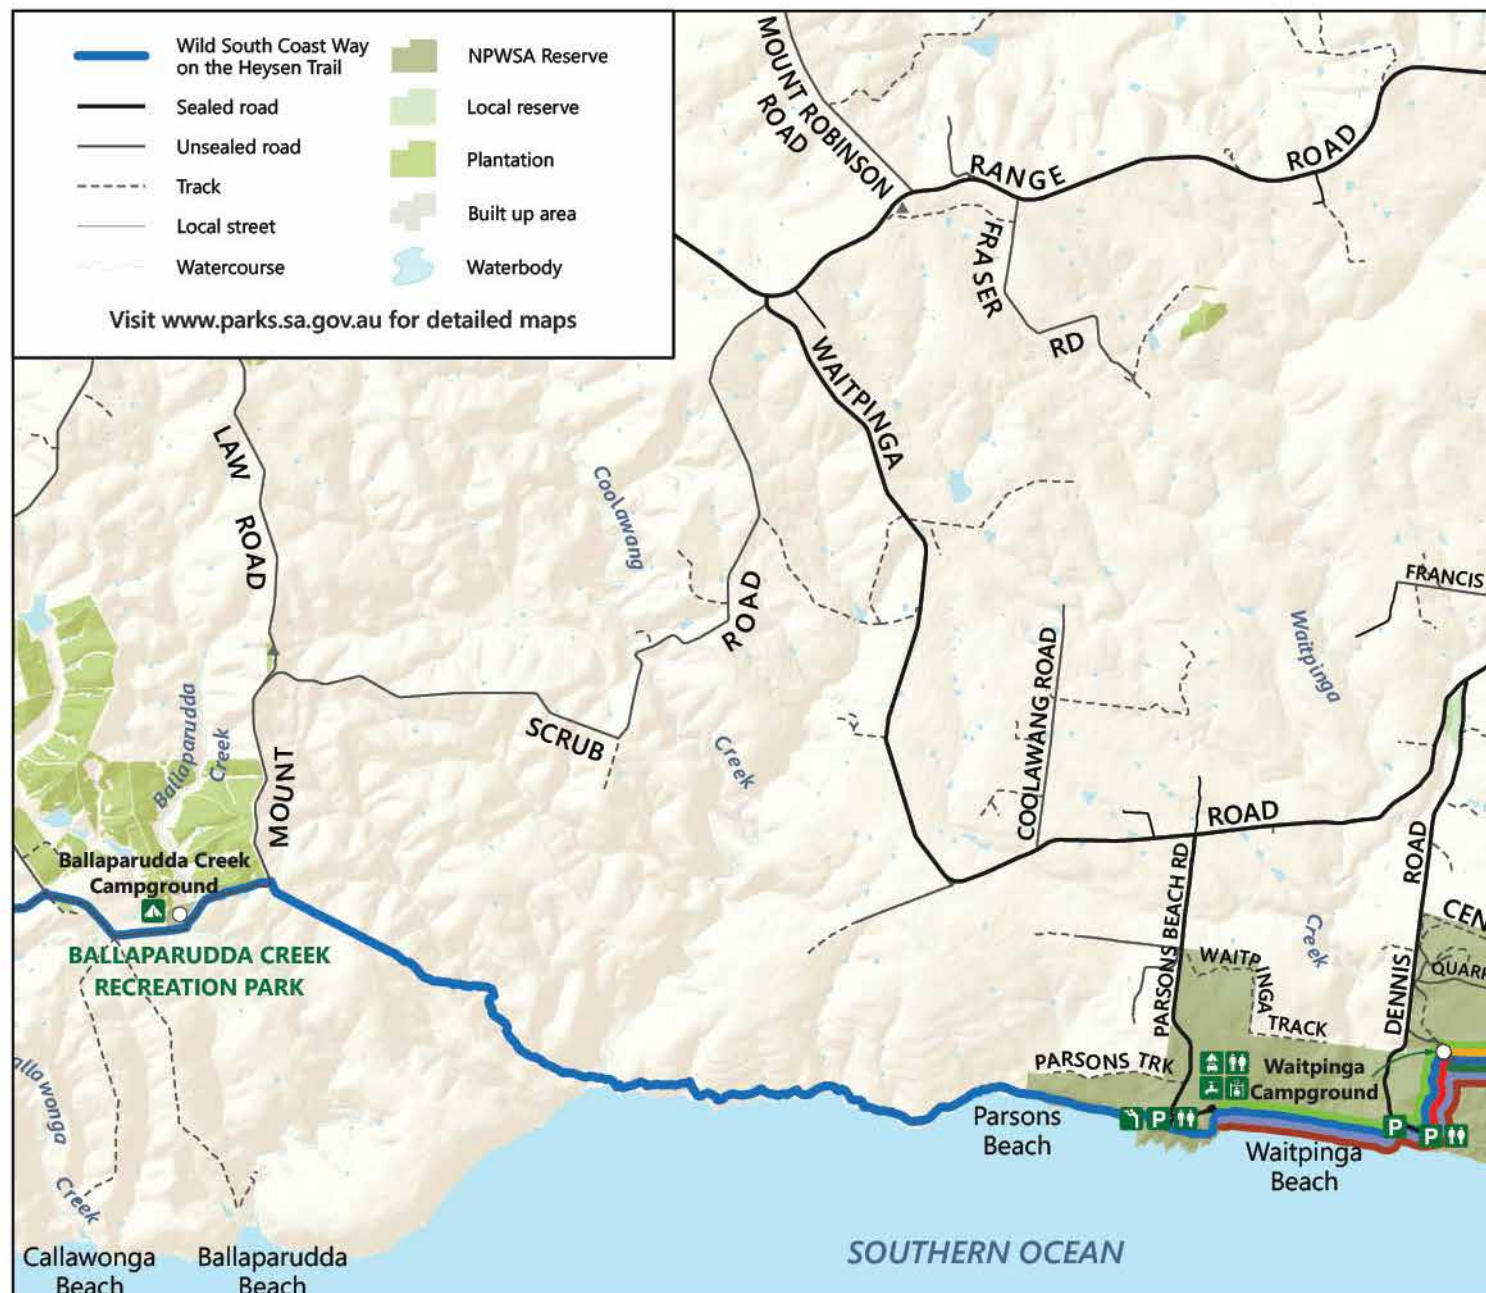 Wild South Coast Way
on the Heysen Trail
Sealed road
Unsealed road
Track
Local street
Watercourse
NPWSA Reserve
Local reserve
Plantation
Built up area
Waterbody
Visit www.parks.sa.gov.au for detailed maps
MOUNT ROBINSON
ROAD
RANGE
ROAD
FRASER
RD
WAITPINGA
LAW
ROAD
Coolawang
ROAD
FRANCIS
Waitpinga
COOLAWANG ROAD
SCRUB
Creek
Ballaparudda
Creek
MOUNT
ROAD
ROAD
PARSONS BEACH RD
Ballaparudda Creek
Campground
BALLAPARUDDA CREEK
RECREATION PARK
Creek
CEN
WAITPINGA
TRACK
DENNIS
QUARR
PARSONS TRK
Waitpinga
Campground
P
P
P
Parsons
Beach
Waitpinga
Beach
allawonga
Creek
Callawonga
Beach
Ballaparudda
Beach
SOUTHERN OCEAN